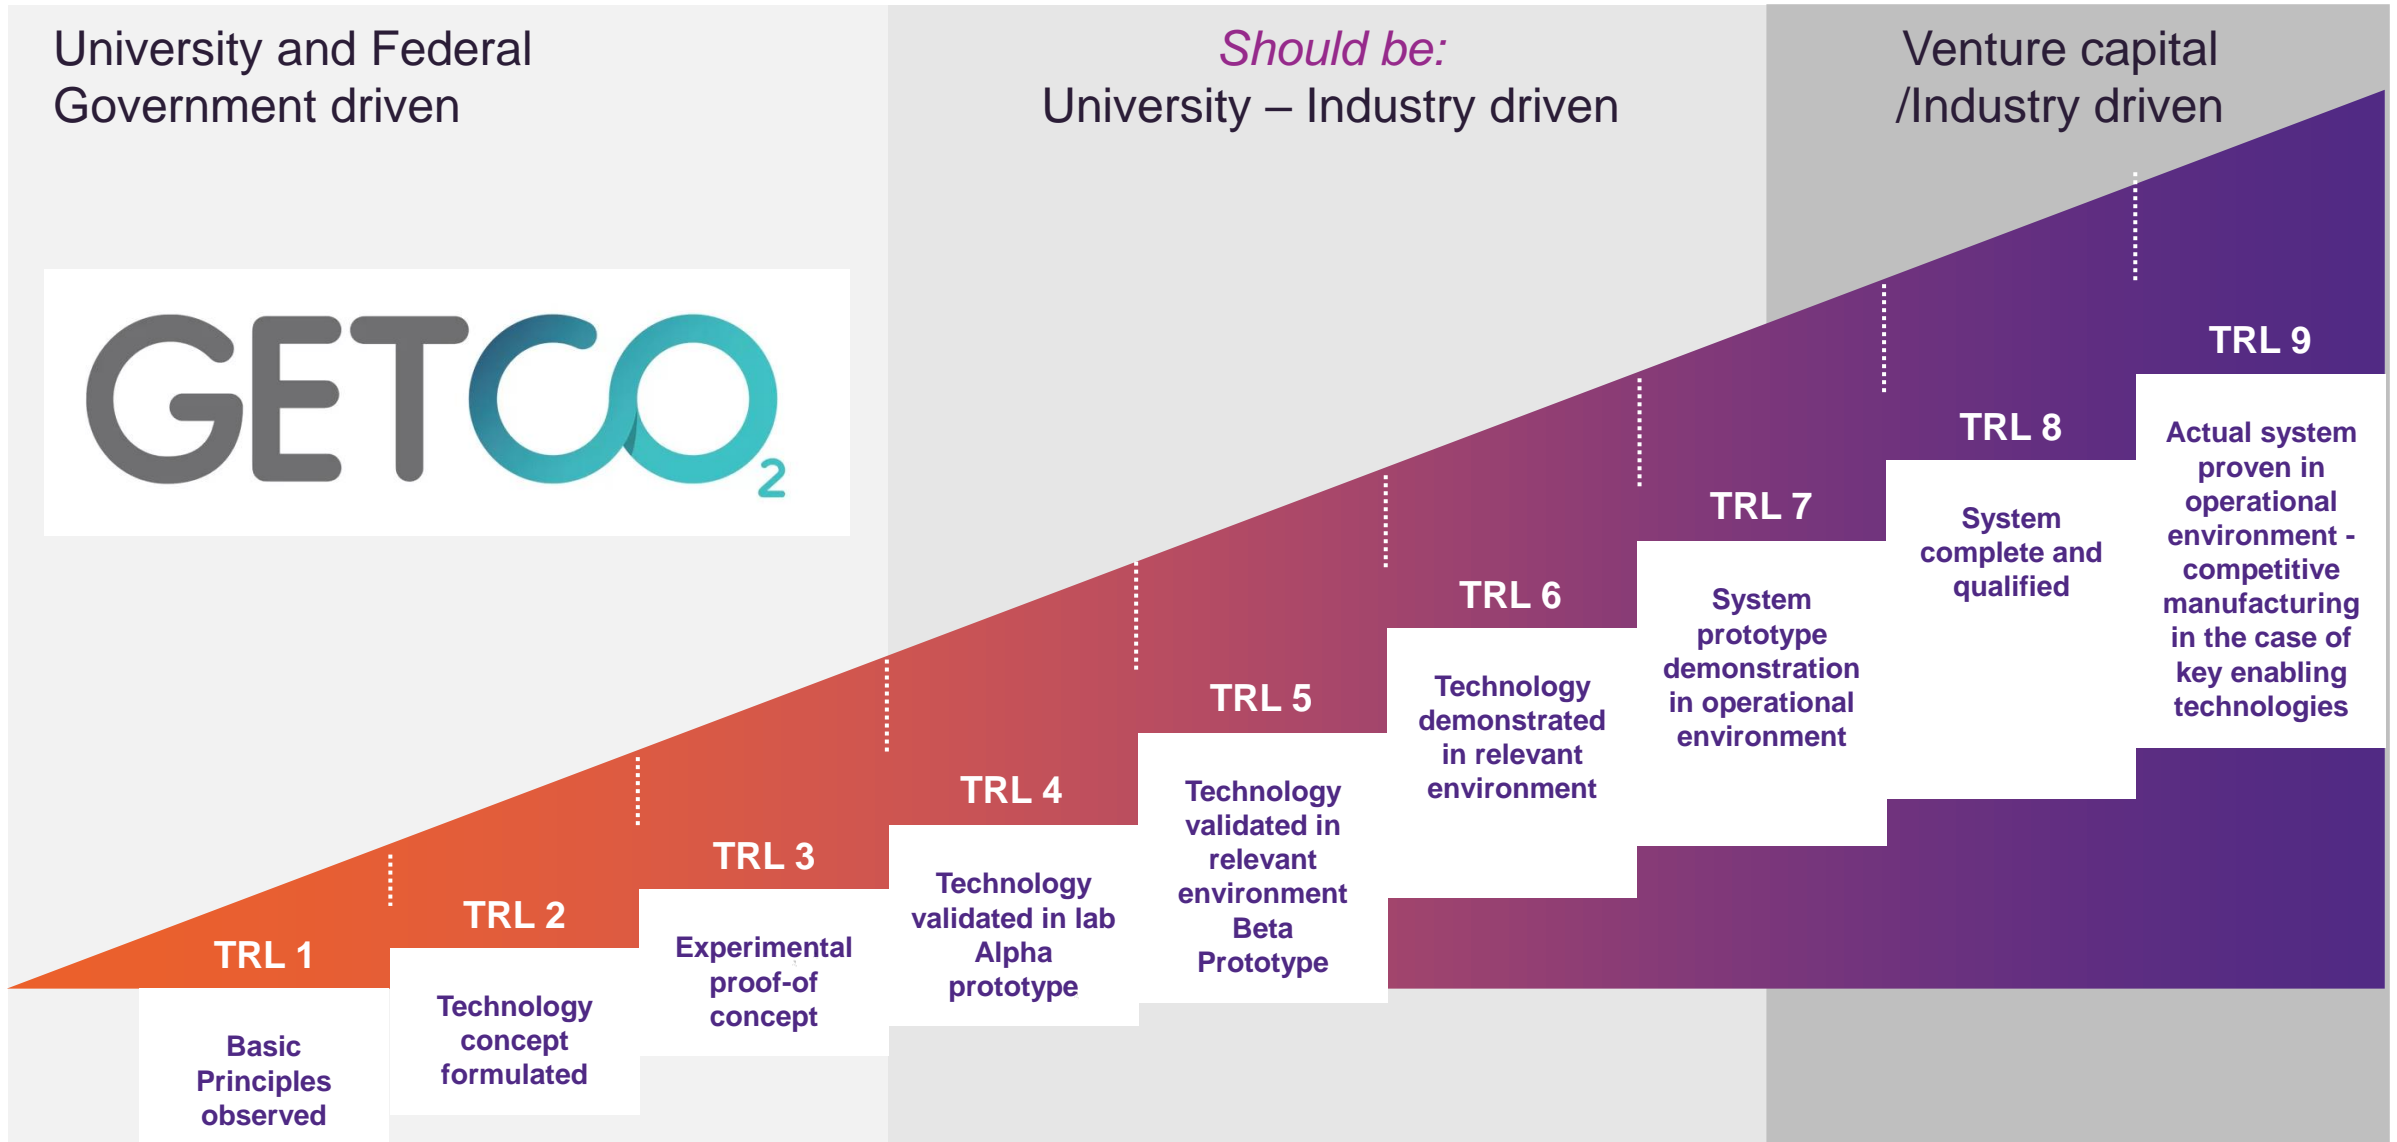 University and Federal
Government driven
Should be:
University – Industry driven
Venture capital
/Industry driven
GETCO2
TRL 1
Basic
Principles
observed
TRL 2
Technology
concept
formulated
TRL 3
Experimental
proof-of
concept
TRL 4
Technology
validated in lab
Alpha
prototype
TRL 5
Technology
validated in
relevant
environment
Beta
Prototype
TRL 6
Technology
demonstrated
in relevant
environment
TRL 7
System
prototype
demonstration
in operational
environment
TRL 8
System
complete and
qualified
TRL 9
Actual system
proven in
operational
environment -
competitive
manufacturing
in the case of
key enabling
technologies